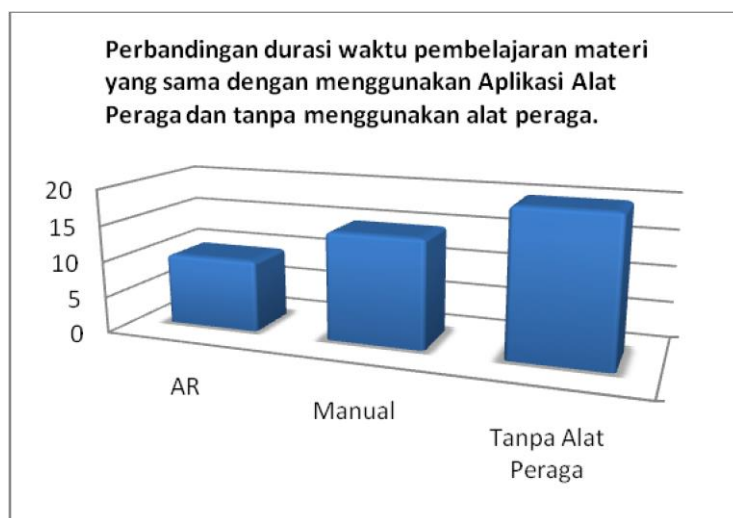 Perbandingan durasi waktu pembelajaran materi
yang sama dengan menggunakan Aplikasi Alat
Peraga dan tanpa menggunakan alat peraga.
20
15
10
5
0
AR
Manual
Tanpa Alat
Peraga